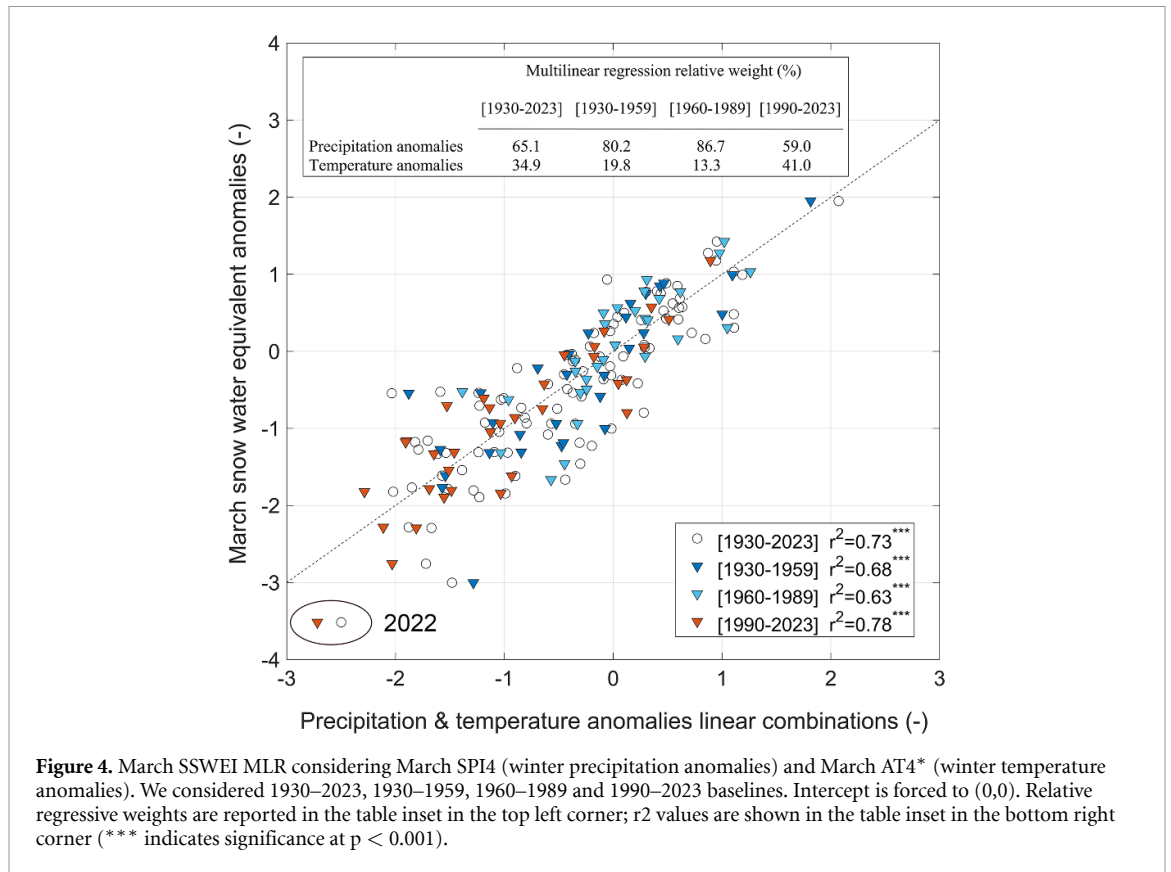 4
3
2
1
0
-1
-2
-3
-4
March snow water equivalent anomalies (-)
Multilinear regression relative weight (%)
[1930-2023] [1930-1959] [1960-1989] [1990-2023]
Precipitation anomalies 65.1 80.2 86.7 59.0
Temperature anomalies 34.9 19.8 13.3 41.0
[1930-2023] r²=0.73***
[1930-1959] r²=0.68***
[1960-1989] r²=0.63***
[1990-2023] r²=0.78***
2022
-3 -2 -1 0 1 2 3
Precipitation & temperature anomalies linear combinations (-)
Figure 4. March SSWEI MLR considering March SPI4 (winter precipitation anomalies) and March AT4* (winter temperature
anomalies). We considered 1930–2023, 1930–1959, 1960–1989 and 1990–2023 baselines. Intercept is forced to (0,0). Relative
regressive weights are reported in the table inset in the top left corner; r2 values are shown in the table inset in the bottom right
corner (*** indicates significance at p < 0.001).